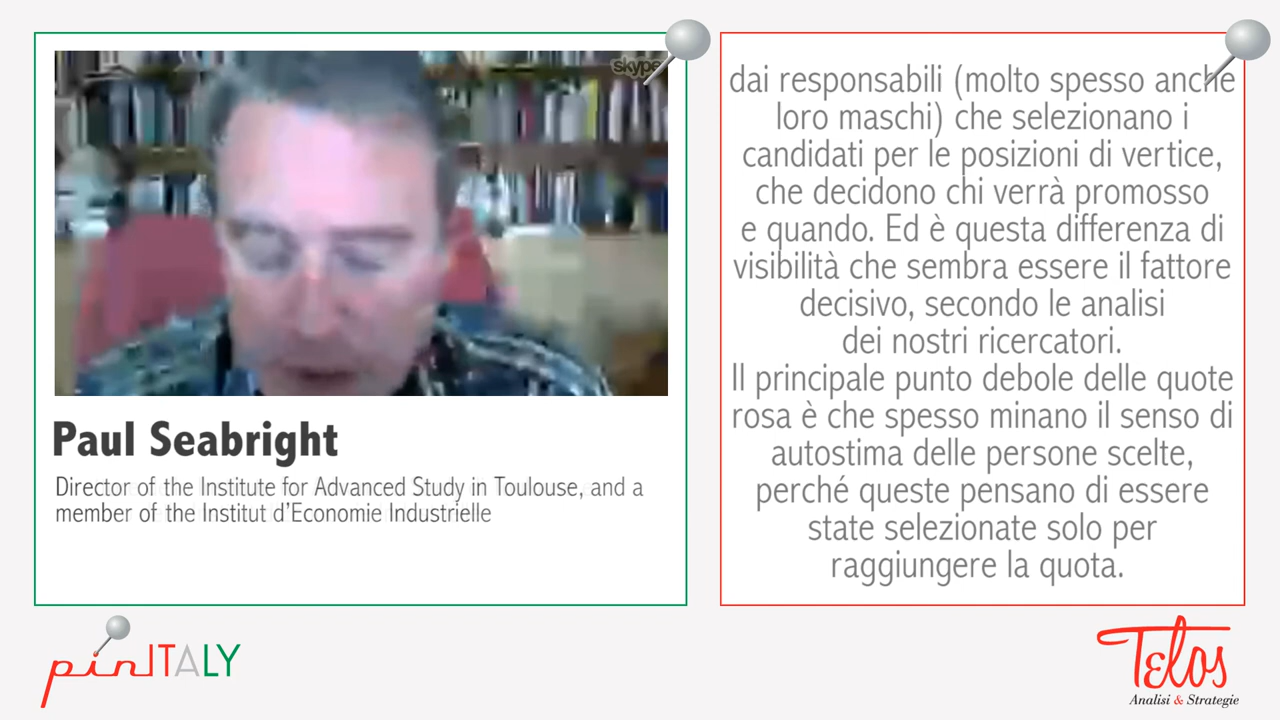 skype
Paul Seabright
Director of the Institute for Advanced Study in Toulouse, and a
member of the Institut d'Economie Industrielle
dai responsabili (molto spesso anche
loro maschi) che selezionano i
candidati per le posizioni di vertice,
che decidono chi verrà promosso
e quando. Ed è questa differenza di
visibilità che sembra essere il fattore
decisivo, secondo le analisi
dei nostri ricercatori.
Il principale punto debole delle quote
rosa è che spesso minano il senso di
autostima delle persone scelte,
perché queste pensano di essere
state selezionate solo per
raggiungere la quota.
pinITALY
Telos
Analisi & Strategie